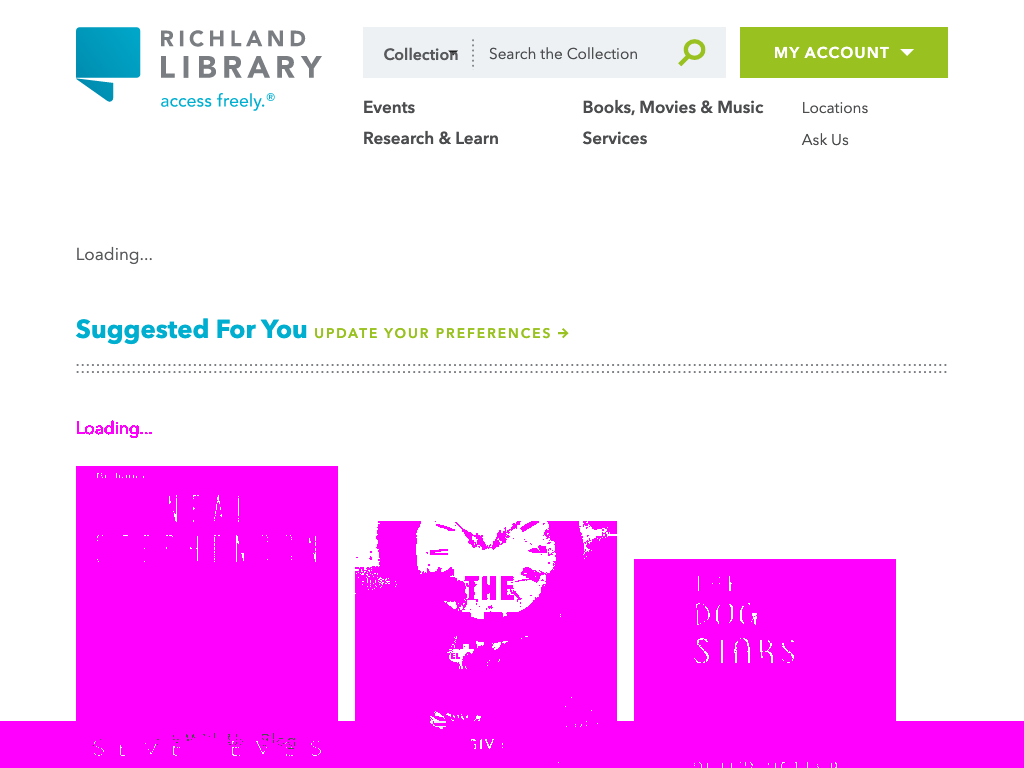 RICHLAND
LIBRARY
access freely.®
Collection
Search the Collection
MY ACCOUNT
Events
Books, Movies & Music
Locations
Research & Learn
Services
Ask Us
Loading...
Suggested For You UPDATE YOUR PREFERENCES →
Loading...
NEAL
STEPHENSON
THE
THE
DOG
STARS
SEVENEVES